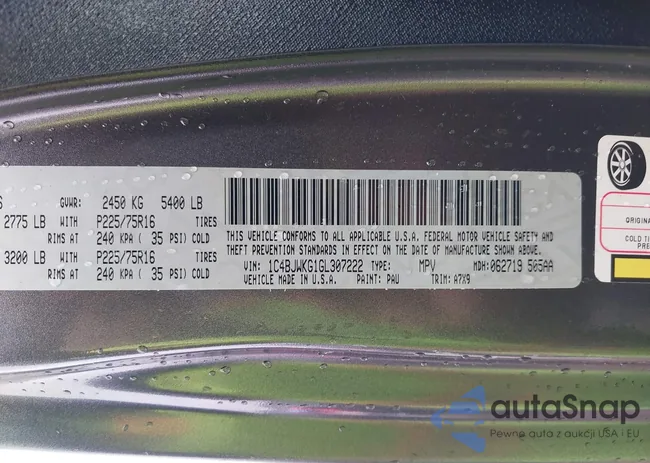 S GVWR: 2450 KG 5400 LB
2775 LB WITH P225/75R16 TIRES
RIMS AT 240 KPA ( 35 PSI) COLD
3200 LB WITH P225/75R16 TIRES
RIMS AT 240 KPA ( 35 PSI) COLD
THIS VEHICLE CONFORMS TO ALL APPLICABLE U.S.A. FEDERAL MOTOR VEHICLE SAFETY AND
THEFT PREVENTION STANDARDS IN EFFECT ON THE DATE OF MANUFACTURE SHOWN ABOVE.
VIN: 1C4BJWKG1GL307222 TYPE: MPV MDH: 062719 505AA
VEHICLE MADE IN U.S.A. PAINT: PAU TRIM: A7X9
ORIGINA
COLD TI
PRE
autaSnap
Pewne auta z aukcji USA i EU